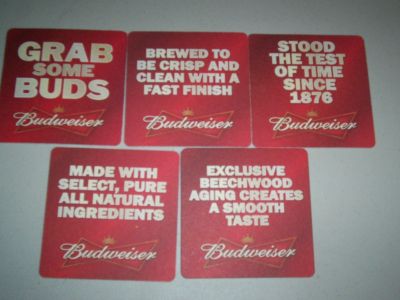 GRAB
SOME
BUDS
Budweiser
BREWED TO
BE CRISP AND
CLEAN WITH A
FAST FINISH
Budweiser
STOOD
THE TEST
OF TIME
SINCE
1876
Budweiser
MADE WITH
SELECT, PURE
ALL NATURAL
INGREDIENTS
Budweiser
EXCLUSIVE
BEECHWOOD
AGING CREATES
A SMOOTH
TASTE
Budweiser